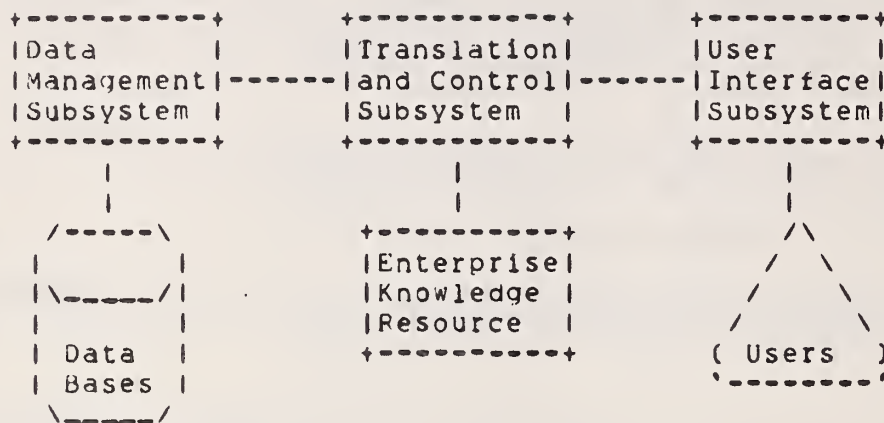 Data
Management
Subsystem
Translation
and Control
Subsystem
User
Interface
Subsystem
Data
Bases
Enterprise
Knowledge
Resource
Users